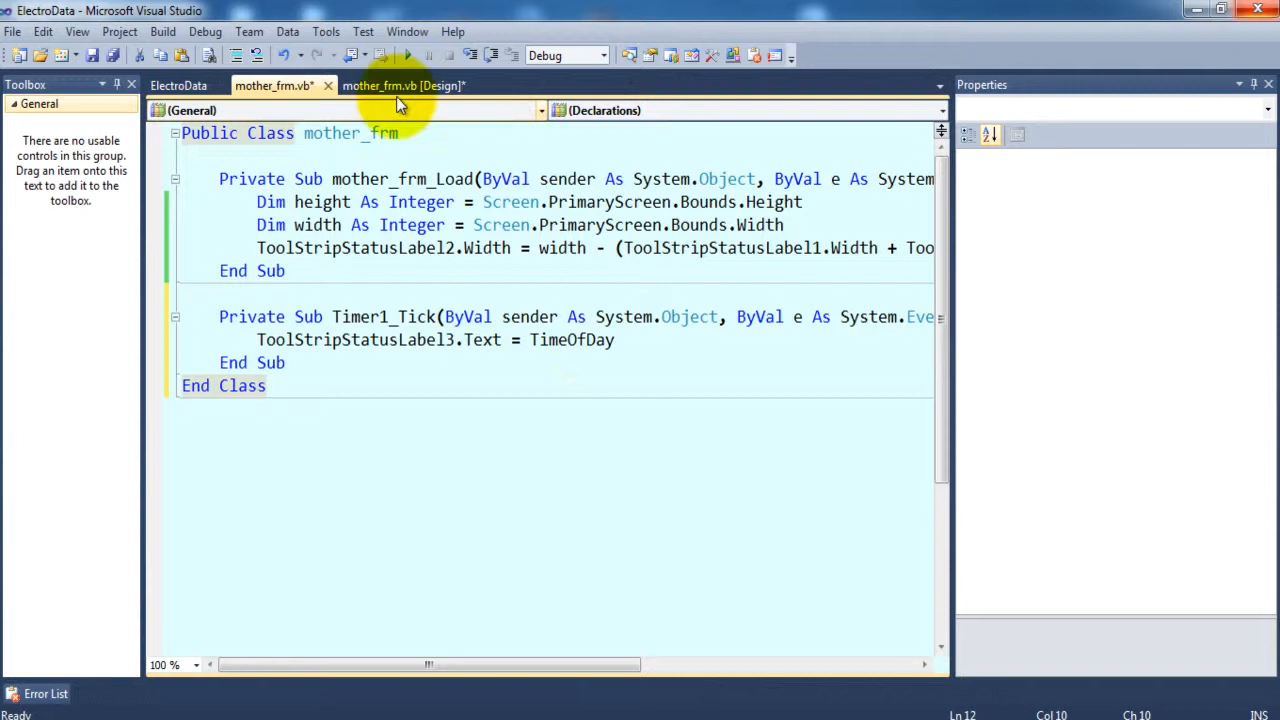 ElectroData - Microsoft Visual Studio
File Edit View Project Build Debug Team Data Tools Test Window Help
Debug
Toolbox
ElectroData mother_frm.vb* mother_frm.vb [Design]*
Properties
General
(General) (Declarations)
There are no usable
controls in this group.
Drag an item onto this
text to add it to the
toolbox.
Public Class mother_frm
Private Sub mother_frm_Load(ByVal sender As System.Object, ByVal e As System
Dim height As Integer = Screen.PrimaryScreen.Bounds.Height
Dim width As Integer = Screen.PrimaryScreen.Bounds.Width
ToolStripStatusLabel2.Width = width - (ToolStripStatusLabel1.Width + Too
End Sub
Private Sub Timer1_Tick(ByVal sender As System.Object, ByVal e As System.Eve
ToolStripStatusLabel3.Text = TimeOfDay
End Sub
End Class
100 %
Error List
Ready Ln 12 Col 10 Ch 10 INS